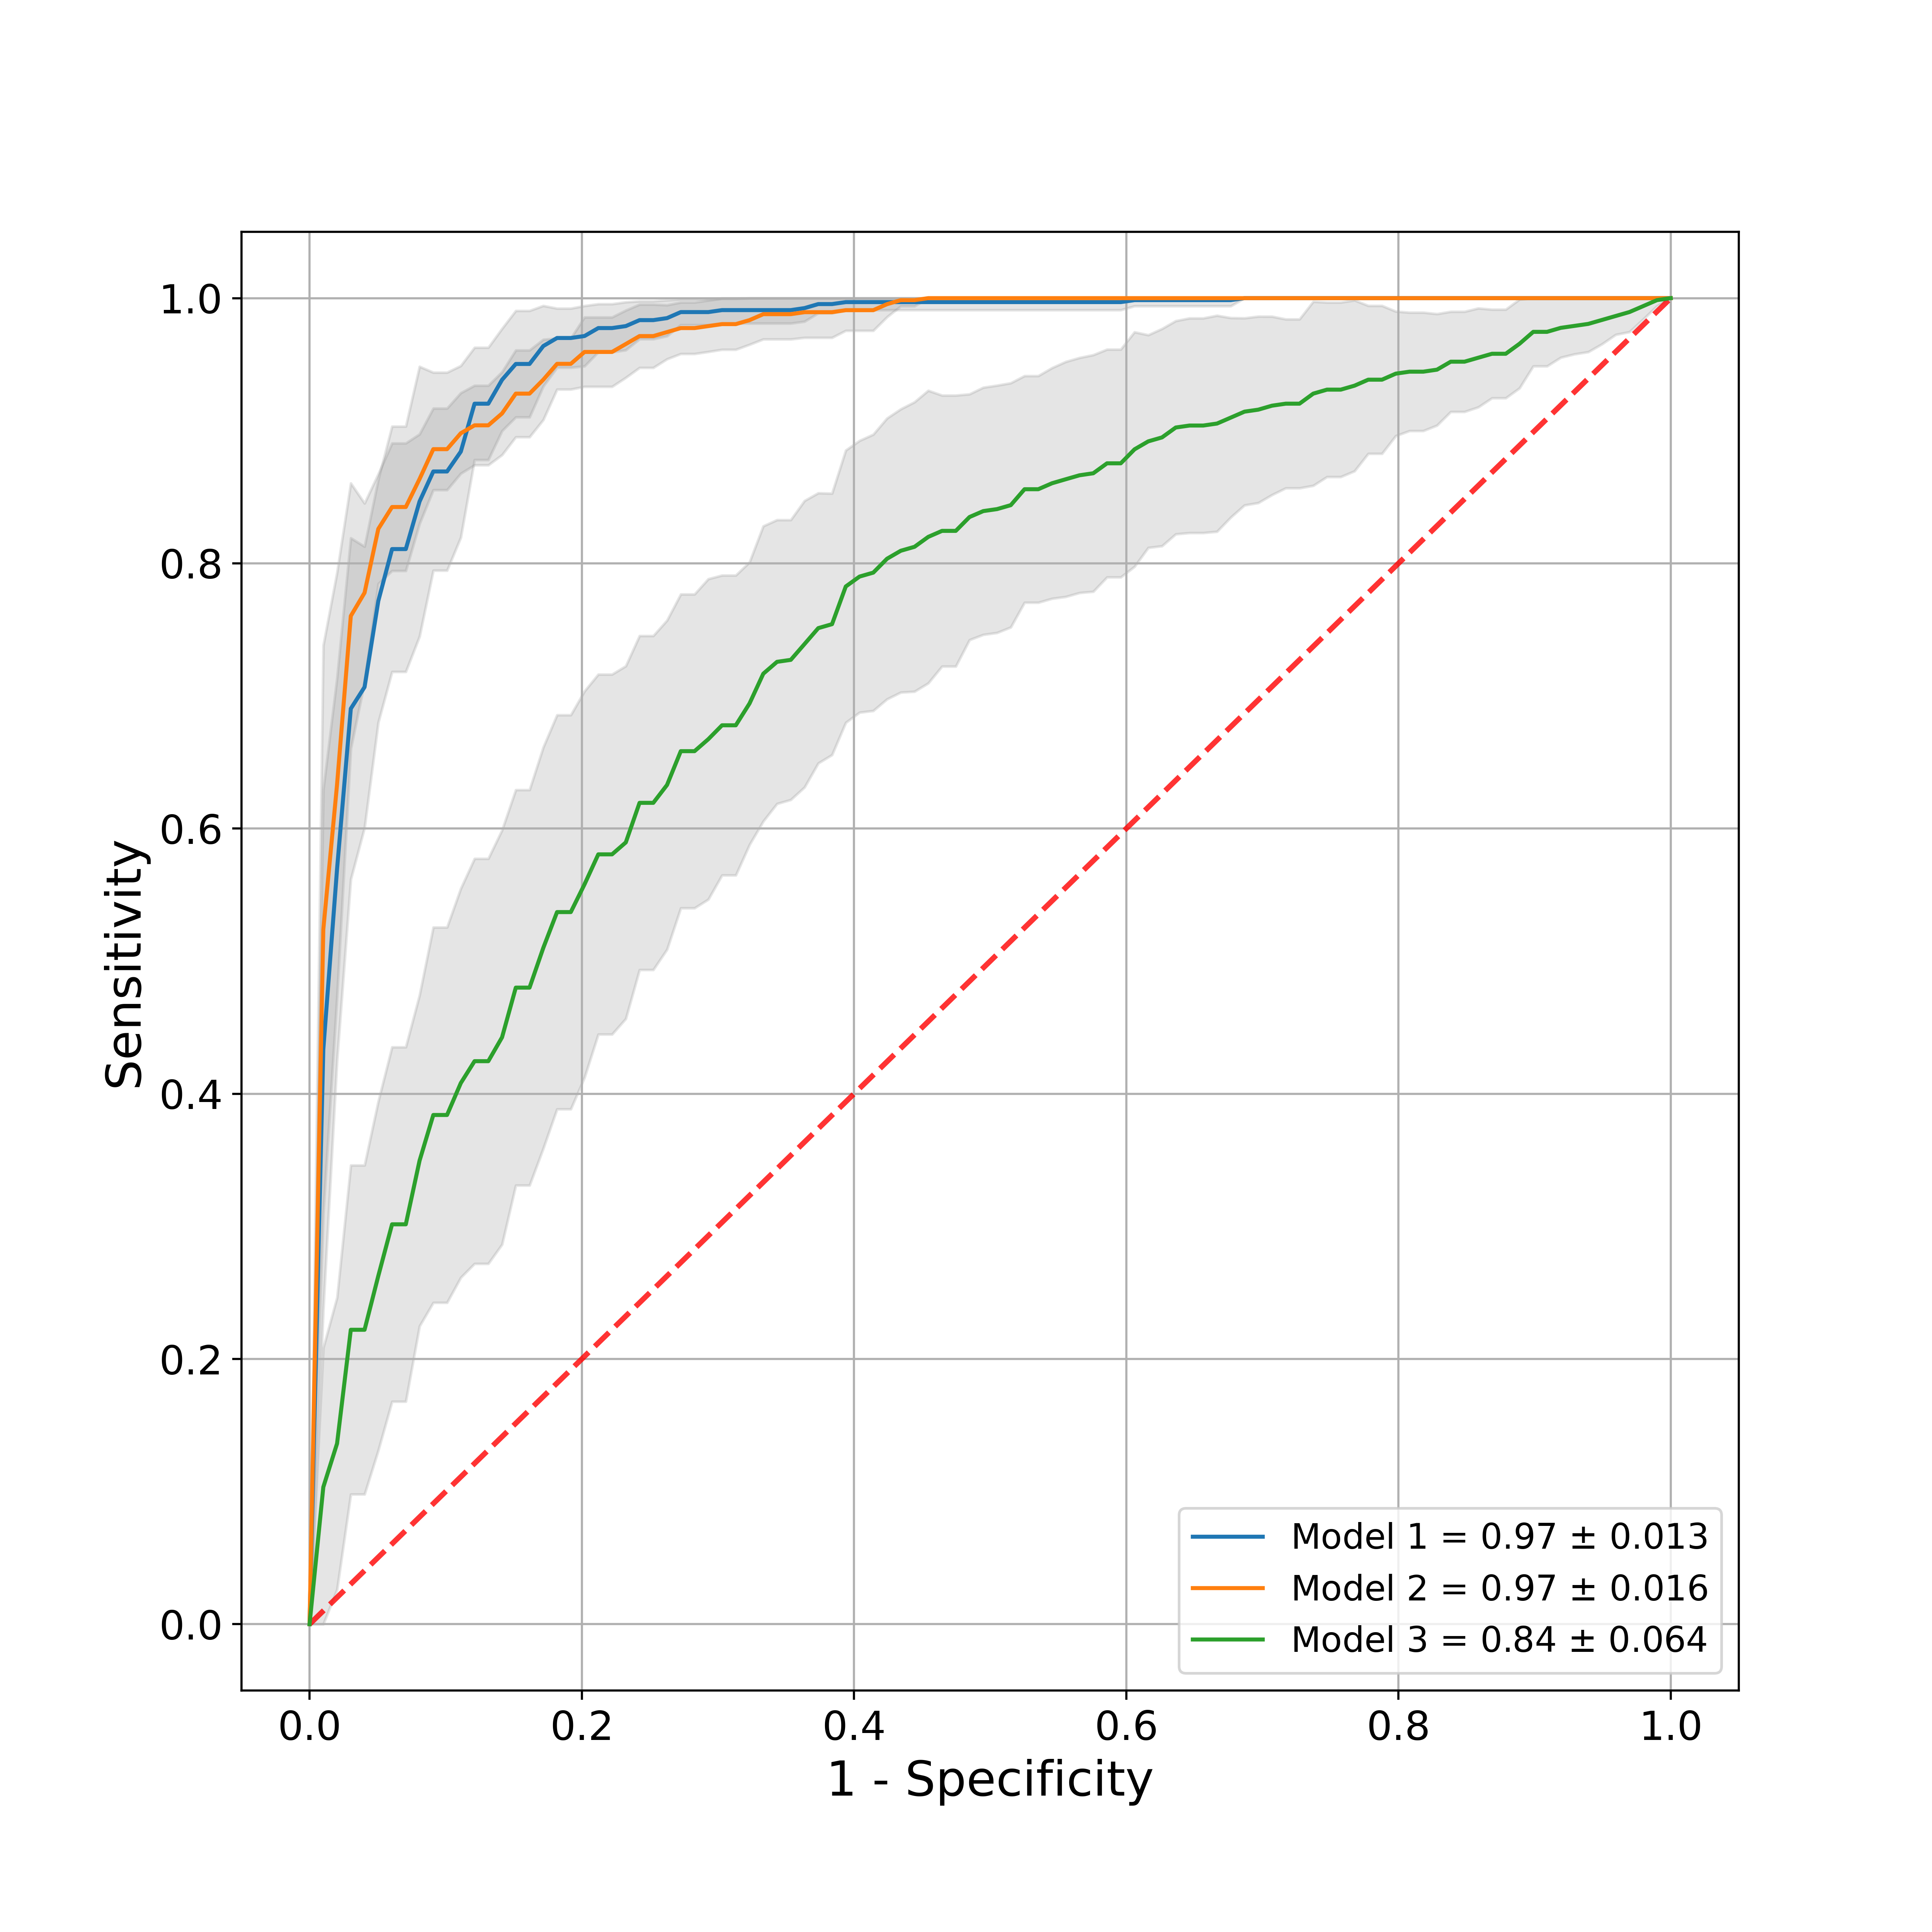 1.0
0.8
0.6
0.4
0.2
0.0
Sensitivity
0.0 0.2 0.4 0.6 0.8 1.0
1 - Specificity
Model 1 = 0.97 ± 0.013
Model 2 = 0.97 ± 0.016
Model 3 = 0.84 ± 0.064